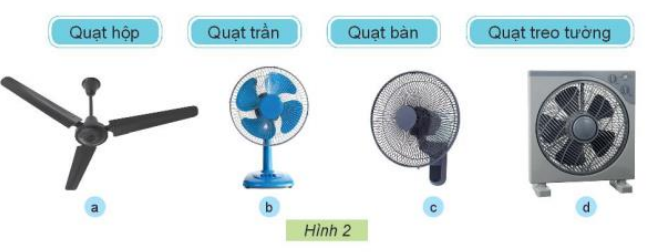 Quạt hộp Quạt trần Quạt bàn Quạt treo tường
a b c d
Hình 2